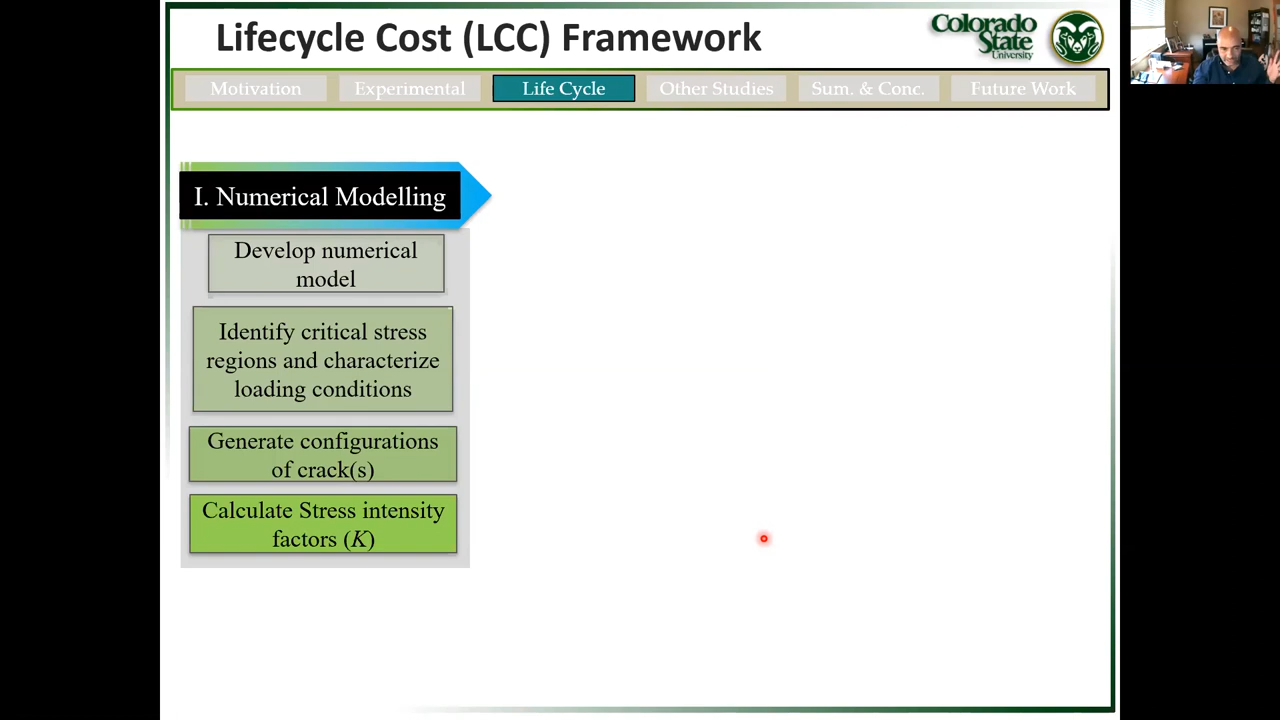 Lifecycle Cost (LCC) Framework
Colorado
State
University
Motivation
Experimental
Life Cycle
Other Studies
Sum. & Conc.
Future Work
I. Numerical Modelling
Develop numerical
model
Identify critical stress
regions and characterize
loading conditions
Generate configurations
of crack(s)
Calculate Stress intensity
factors (K)